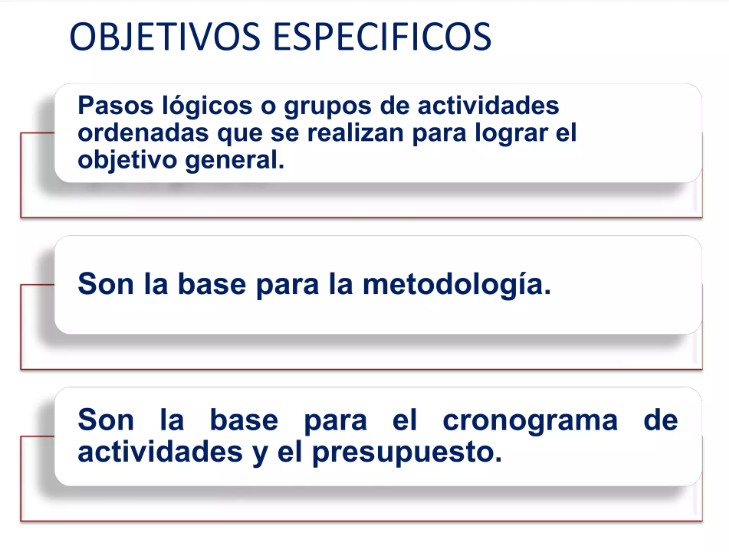 OBJETIVOS ESPECIFICOS
Pasos lógicos o grupos de actividades
ordenadas que se realizan para lograr el
objetivo general.
Son la base para la metodología.
Son la base para el cronograma de
actividades y el presupuesto.